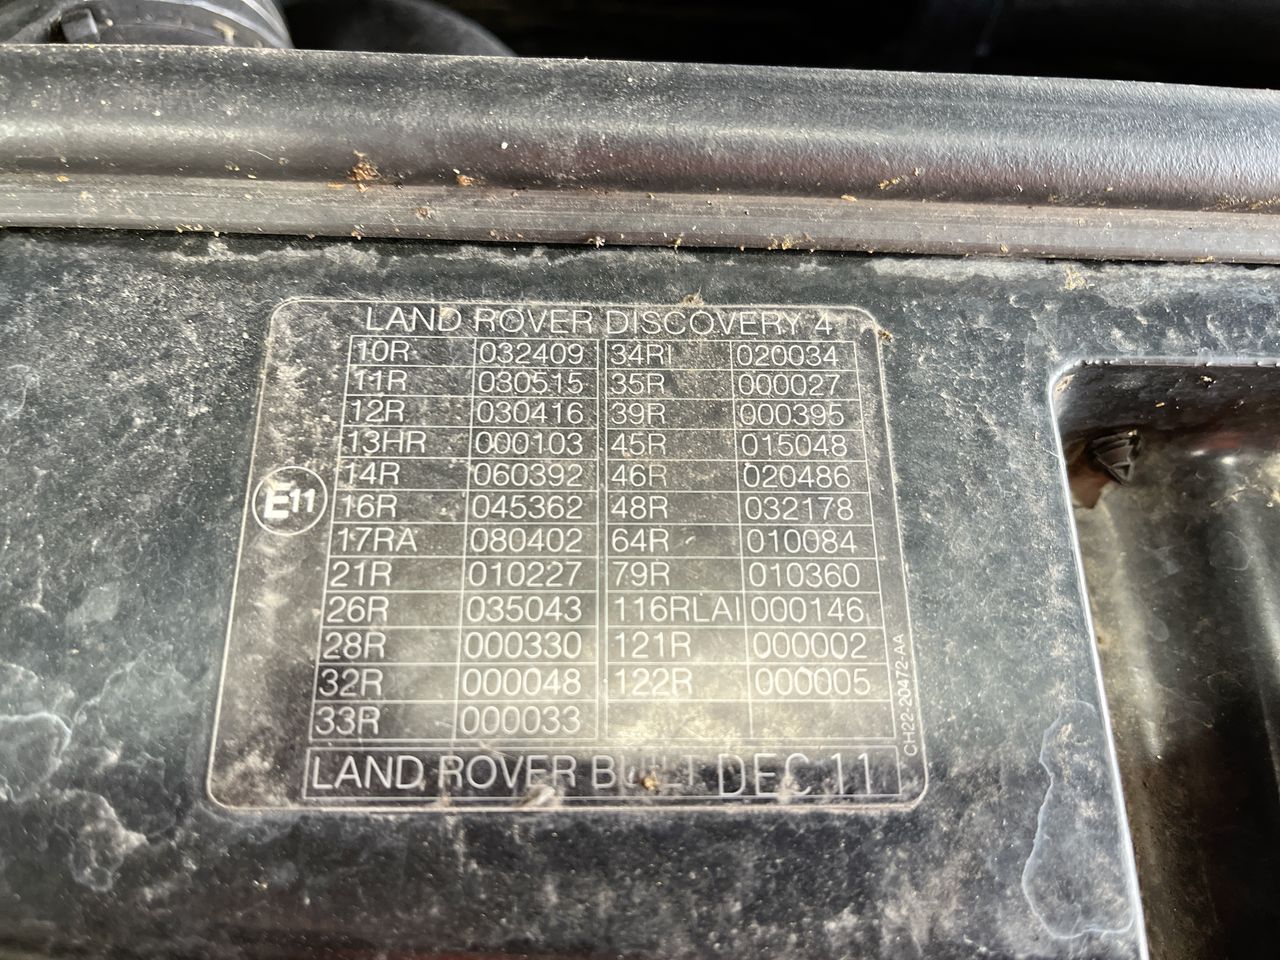 LAND ROVER DISCOVERY 4
10R 032409 34RI 020034
11R 030515 35R 000027
12R 030416 39R 000395
13HR 000103 45R 015048
14R 060392 46R 020486
16R 045362 48R 032178
17RA 080402 64R 010084
21R 010227 79R 010360
26R 035043 116RLAI 000146
28R 000330 121R 000002
32R 000048 122R 000005
33R 000033
E11
LAND ROVER BUILT DEC 11
CH22-20472-AA